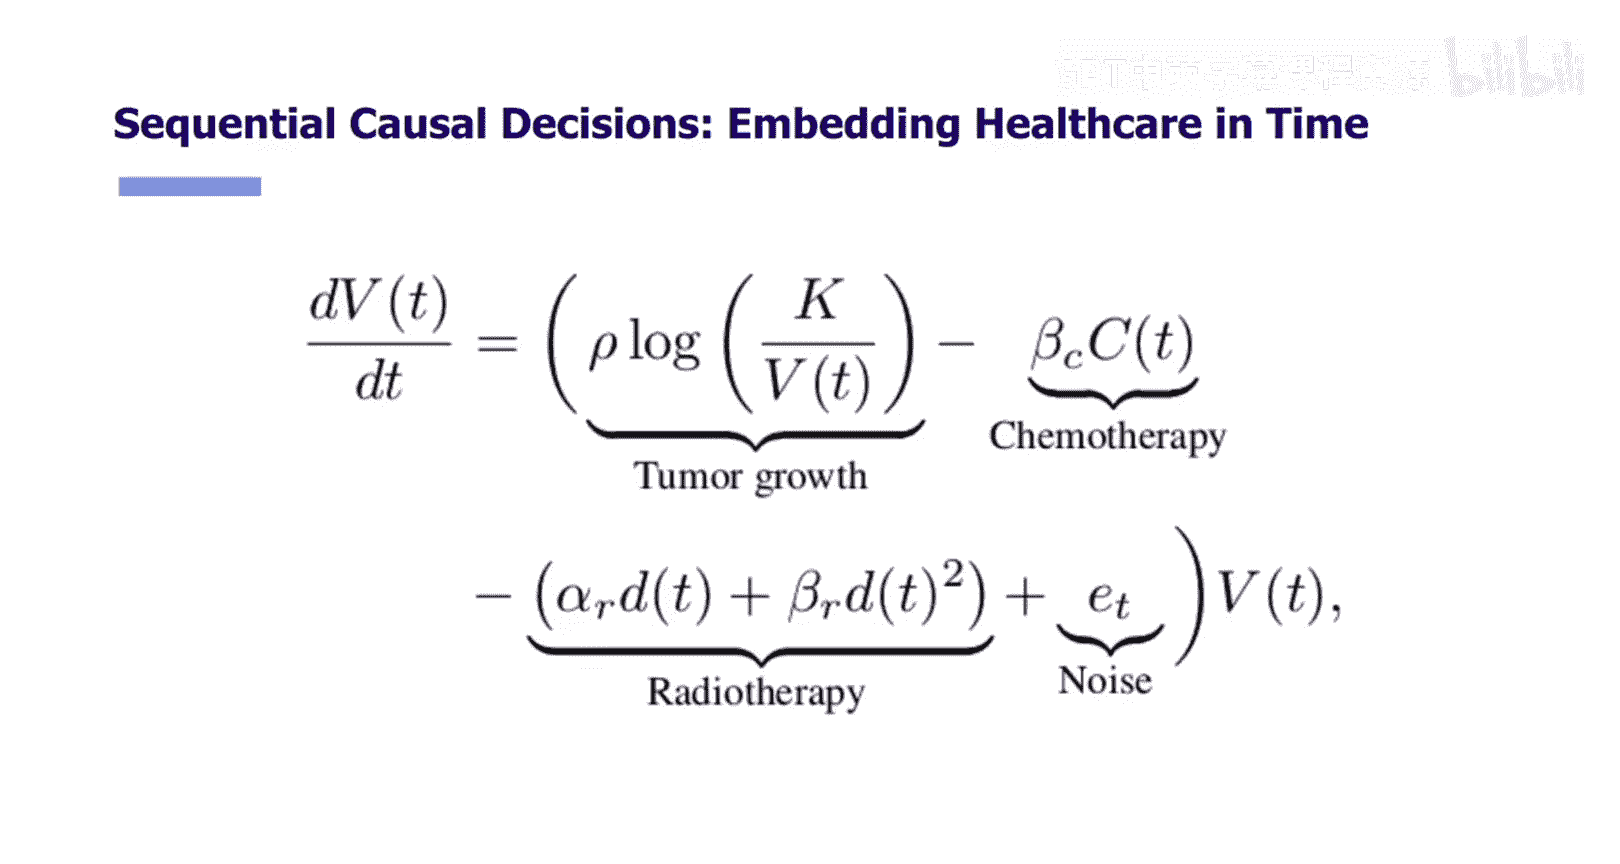 bilibili
Sequential Causal Decisions: Embedding Healthcare in Time
dV(t)/dt = ( ρ log ( K/V(t) ) − β_c C(t)
Tumor growth
Chemotherapy
− (α_r d(t) + β_r d(t)²) + e_t ) V(t),
Radiotherapy
Noise